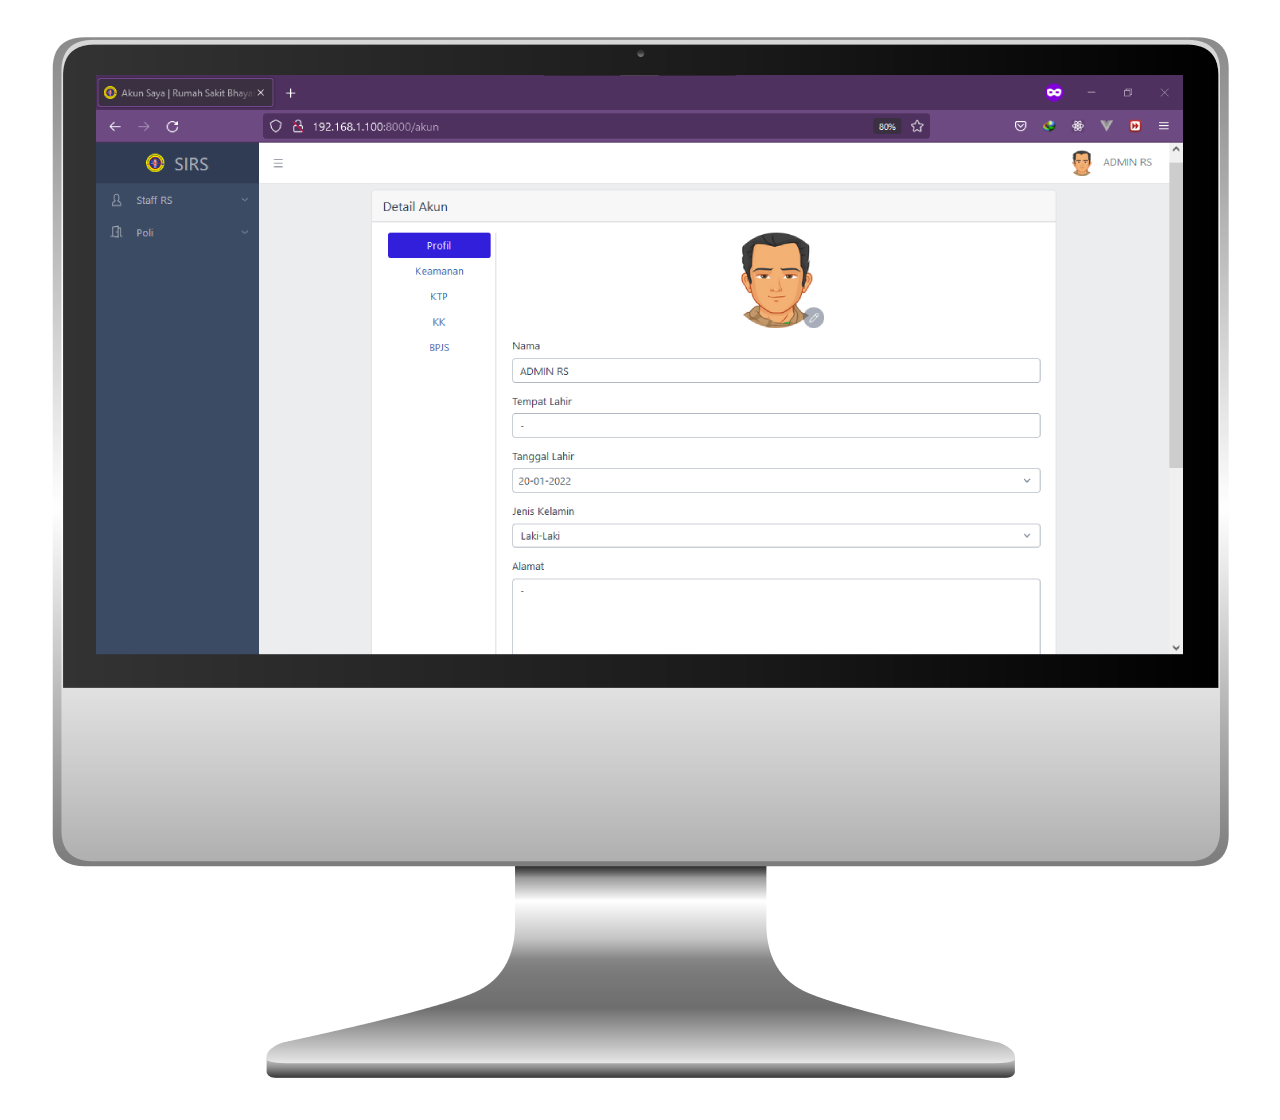 Akun Saya | Rumah Sakit Bhaya
192.168.1.100:8000/akun
80%
SIRS
ADMIN RS
Staff RS
Poli
Detail Akun
Profil
Keamanan
KTP
KK
BPJS
Nama
ADMIN RS
Tempat Lahir
-
Tanggal Lahir
20-01-2022
Jenis Kelamin
Laki-Laki
Alamat
-